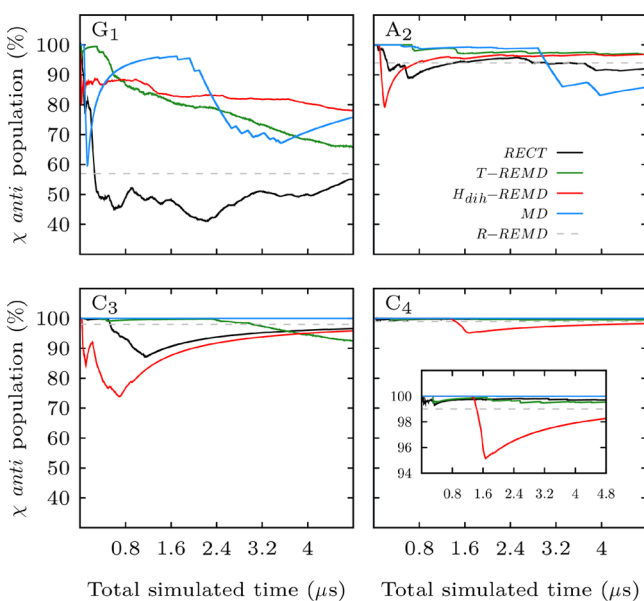 G1
A2
χ anti population (%)
100
90
80
70
60
50
40
RECT
T−REMD
Hdih−REMD
MD
R−REMD
C3
C4
χ anti population (%)
100
90
80
70
60
50
40
100
98
96
94
0.8 1.6 2.4 3.2 4 4.8
0.8 1.6 2.4 3.2 4
0.8 1.6 2.4 3.2 4
Total simulated time (μs)
Total simulated time (μs)